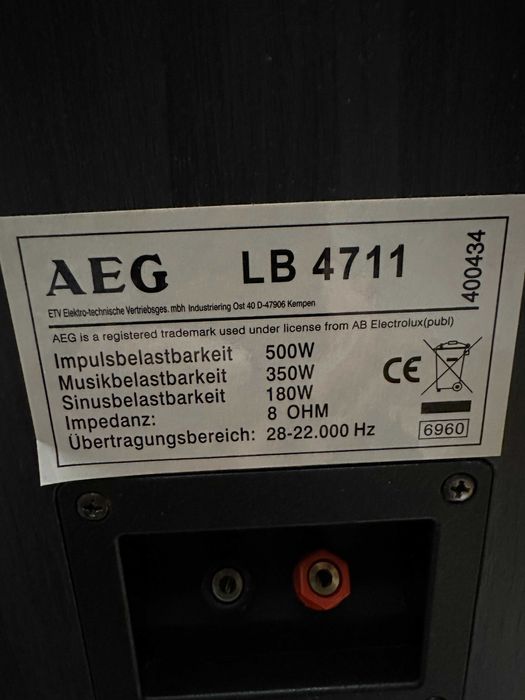 AEG LB 4711
400434
ETV Elektro-technische Vertriebsges. mbh Industriering Ost 40 D-47906 Kempen
AEG is a registered trademark used under license from AB Electrolux(publ)
Impulsbelastbarkeit 500W
Musikbelastbarkeit 350W
Sinusbelastbarkeit 180W
Impedanz: 8 OHM
Übertragungsbereich: 28-22.000 Hz
CE
6960